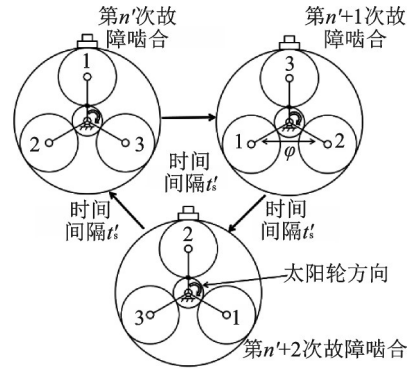 第n′次故
障啮合
1
2
3
第n′+1次故
障啮合
3
1
2
φ
时间
间隔t′s
时间
间隔t′s
时间
间隔t′s
2
3
1
太阳轮方向
第n′+2次故障啮合